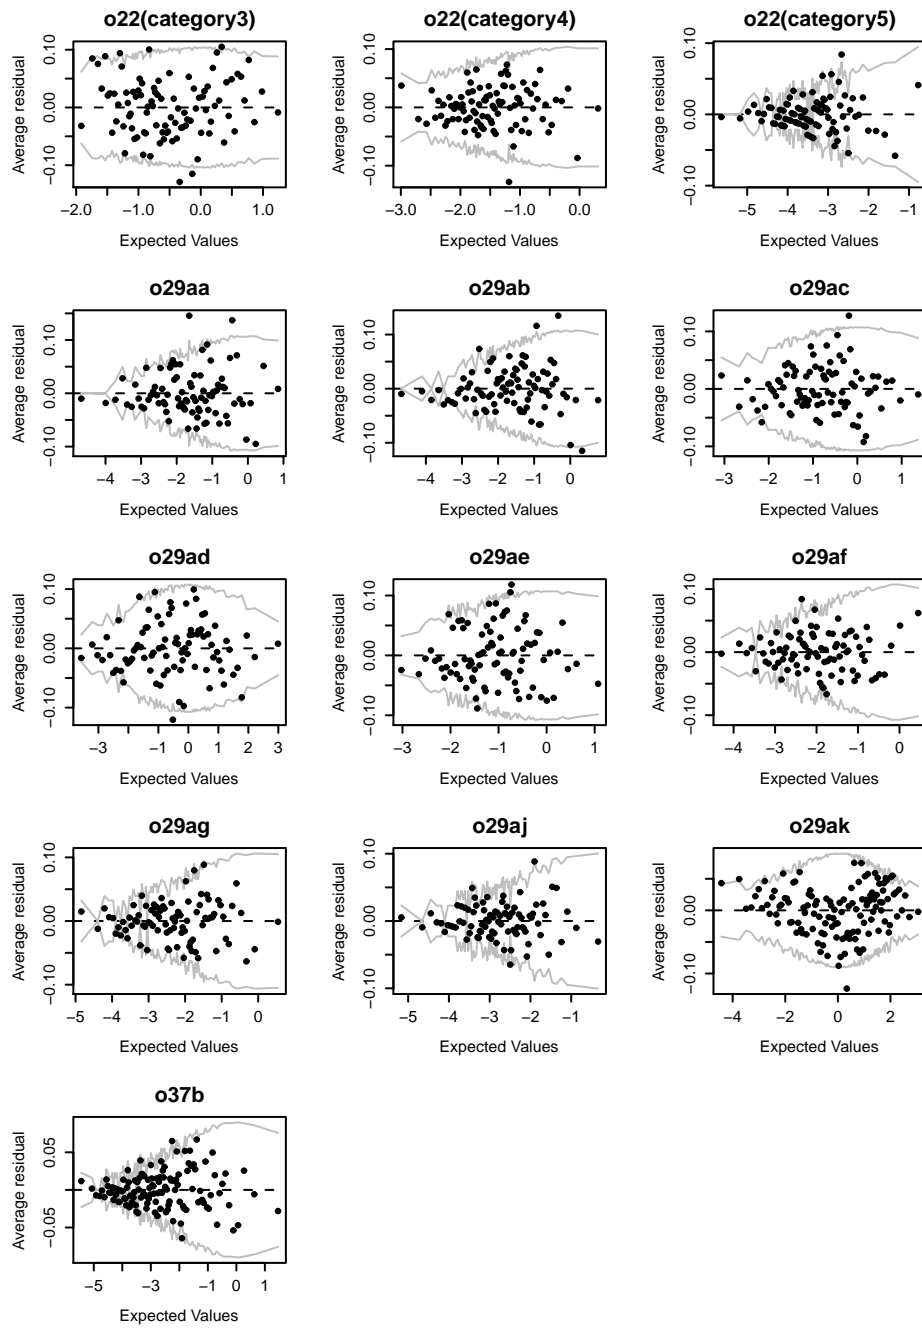 o22(category3)
Average residual
0.10
0.00
−0.10
−2.0
−1.0
0.0
1.0
Expected Values
o22(category4)
Average residual
0.10
0.00
−0.10
−3.0
−2.0
−1.0
0.0
Expected Values
o22(category5)
Average residual
0.10
0.00
−0.10
−5
−4
−3
−2
−1
Expected Values
o29aa
Average residual
0.10
0.00
−0.10
−4
−3
−2
−1
0
1
Expected Values
o29ab
Average residual
0.10
0.00
−0.10
−4
−3
−2
−1
0
Expected Values
o29ac
Average residual
0.10
0.00
−0.10
−3
−2
−1
0
1
Expected Values
o29ad
Average residual
0.10
0.00
−0.10
−3
−2
−1
0
1
2
3
Expected Values
o29ae
Average residual
0.10
0.00
−0.10
−3
−2
−1
0
1
Expected Values
o29af
Average residual
0.10
0.00
−0.10
−4
−3
−2
−1
0
Expected Values
o29ag
Average residual
0.10
0.00
−0.10
−5
−4
−3
−2
−1
0
Expected Values
o29aj
Average residual
0.10
0.00
−0.10
−5
−4
−3
−2
−1
Expected Values
o29ak
Average residual
0.10
0.00
−0.10
−4
−2
0
2
Expected Values
o37b
Average residual
0.05
−0.05
−5
−3
−1
0
1
Expected Values